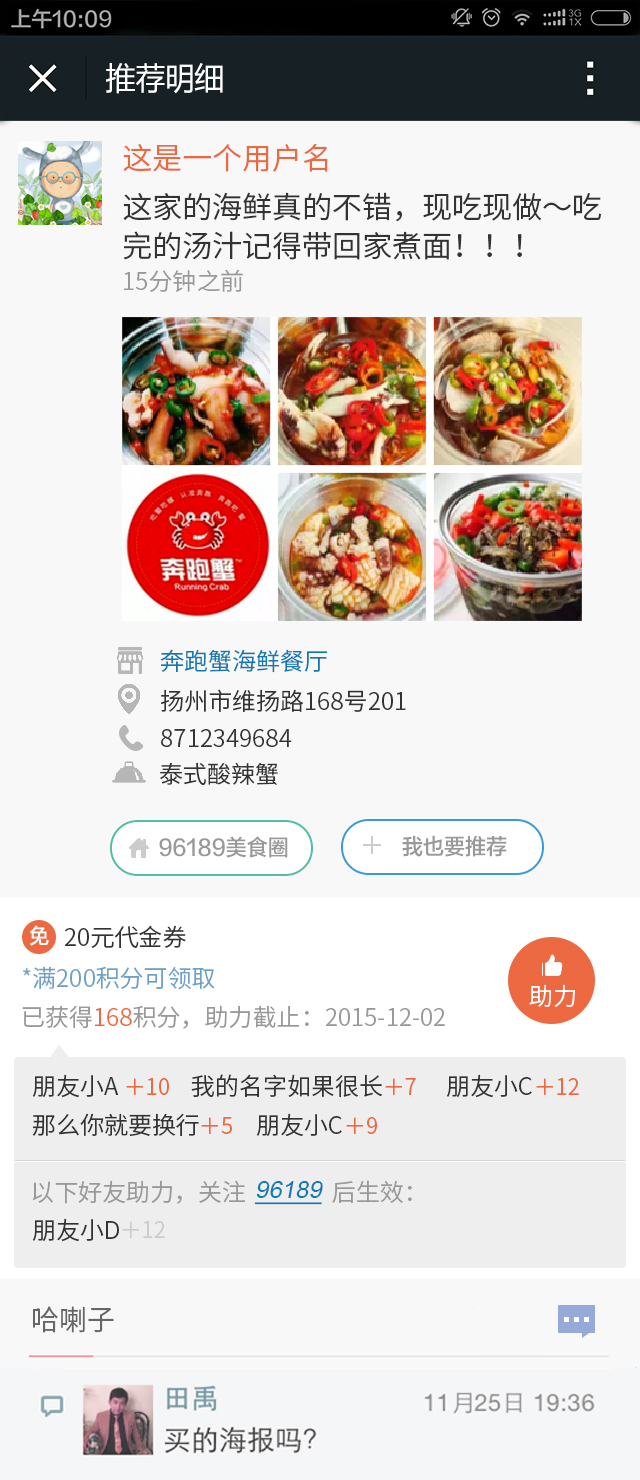 上午10:09
3G
1X
推荐明细
这是一个用户名
这家的海鲜真的不错，现吃现做～吃
完的汤汁记得带回家煮面！！！
15分钟之前
奔跑蟹
Running Crab
奔跑蟹海鲜餐厅
扬州市维扬路168号201
8712349684
泰式酸辣蟹
96189美食圈
我也要推荐
免 20元代金券
*满200积分可领取
助力
已获得168积分，助力截止：2015-12-02
朋友小A +10 我的名字如果很长+7 朋友小C+12
那么你就要换行+5 朋友小C+9
以下好友助力，关注 96189 后生效：
朋友小D+12
哈喇子
田禹 11月25日 19:36
买的海报吗?